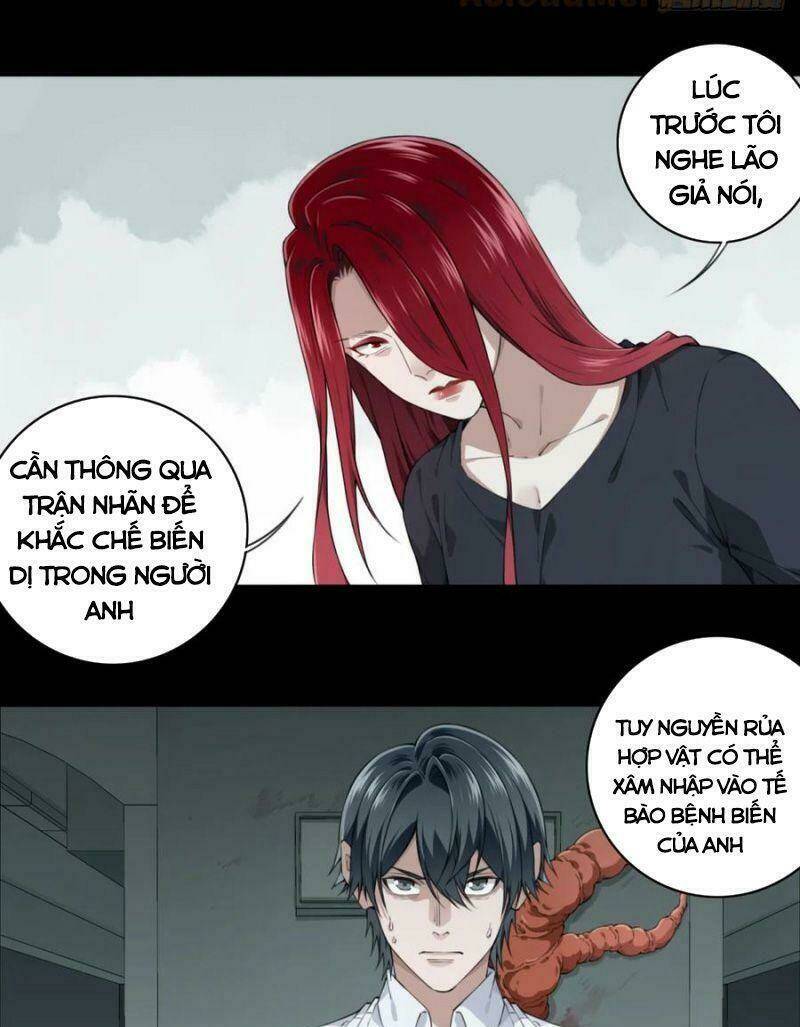 LÚC
TRƯỚC TÔI
NGHE LÃO
GIẢ NÓI,
CẦN THÔNG QUA
TRẬN NHÃN ĐỂ
KHẮC CHẾ BIẾN
DỊ TRONG NGƯỜI
ANH
TUY NGUYỀN RỦA
HỢP VẬT CÓ THỂ
XÂM NHẬP VÀO TẾ
BÀO BỆNH BIẾN
CỦA ANH